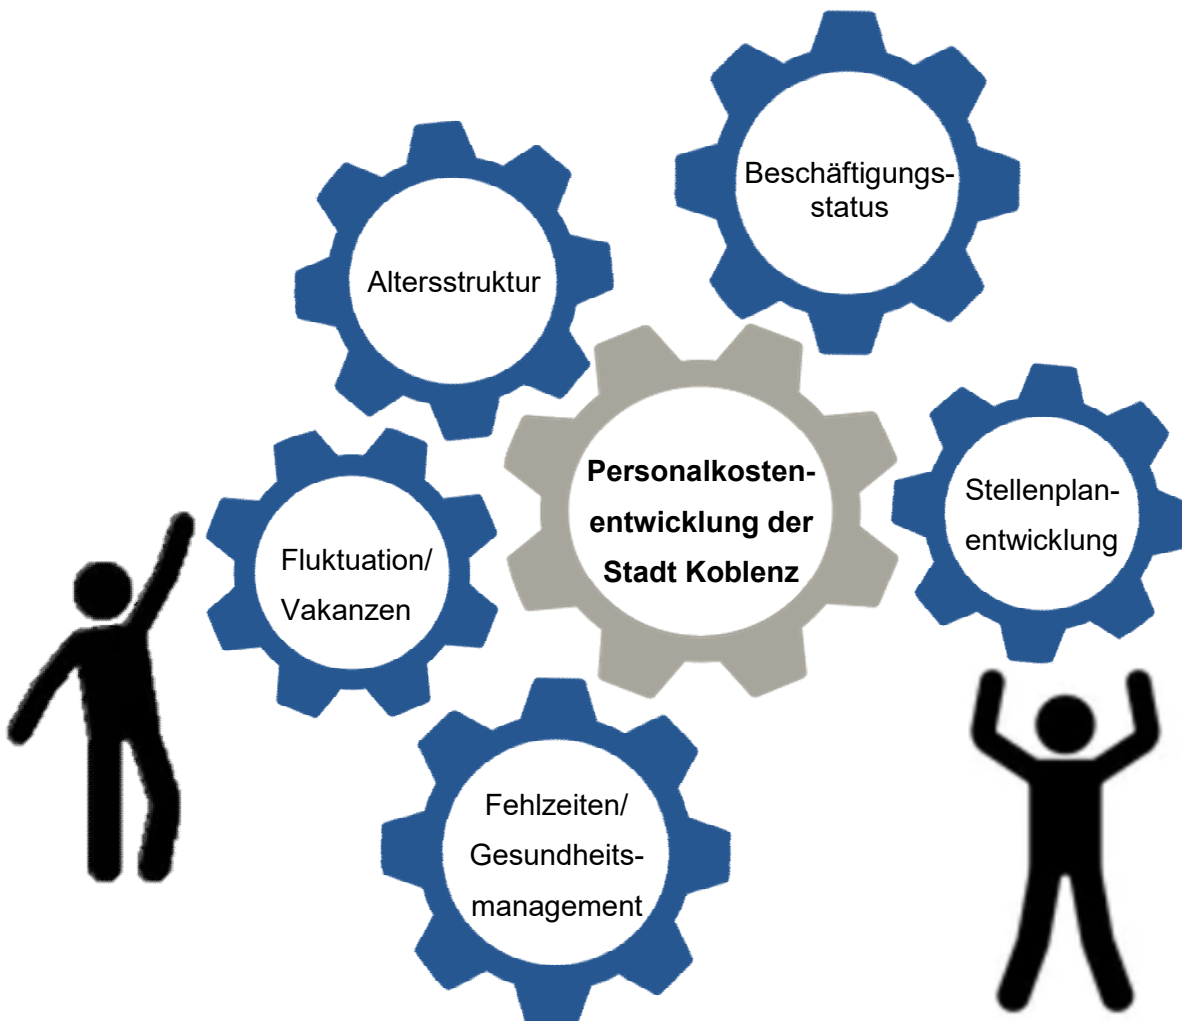 Beschäftigungs-
status
Altersstruktur
Personalkosten-
entwicklung der
Stadt Koblenz
Stellenplan-
entwicklung
Fluktuation/
Vakanzen
Fehlzeiten/
Gesundheits-
management